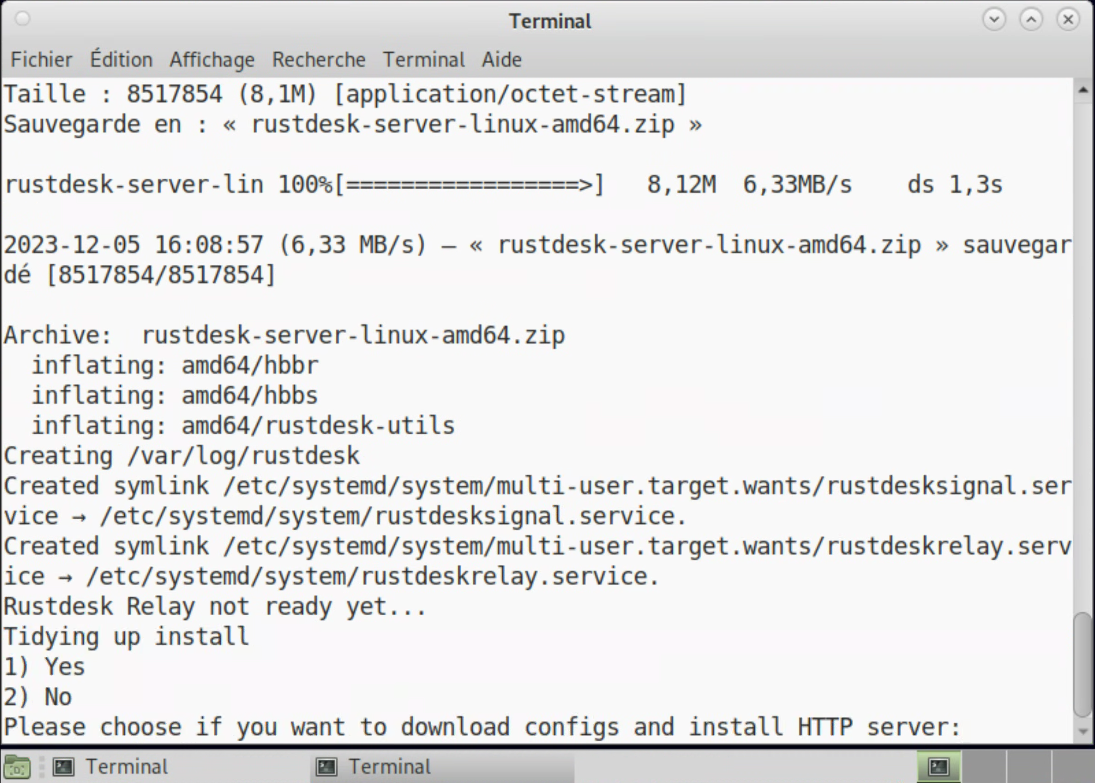 Terminal
Fichier Édition Affichage Recherche Terminal Aide
Taille : 8517854 (8,1M) [application/octet-stream]
Sauvegarde en : « rustdesk-server-linux-amd64.zip »
rustdesk-server-lin 100%[=================>] 8,12M 6,33MB/s ds 1,3s
2023-12-05 16:08:57 (6,33 MB/s) — « rustdesk-server-linux-amd64.zip » sauvegar
dé [8517854/8517854]
Archive:  rustdesk-server-linux-amd64.zip
  inflating: amd64/hbbr
  inflating: amd64/hbbs
  inflating: amd64/rustdesk-utils
Creating /var/log/rustdesk
Created symlink /etc/systemd/system/multi-user.target.wants/rustdesksignal.ser
vice → /etc/systemd/system/rustdesksignal.service.
Created symlink /etc/systemd/system/multi-user.target.wants/rustdeskrelay.serv
ice → /etc/systemd/system/rustdeskrelay.service.
Rustdesk Relay not ready yet...
Tidying up install
1) Yes
2) No
Please choose if you want to download configs and install HTTP server:
Terminal Terminal